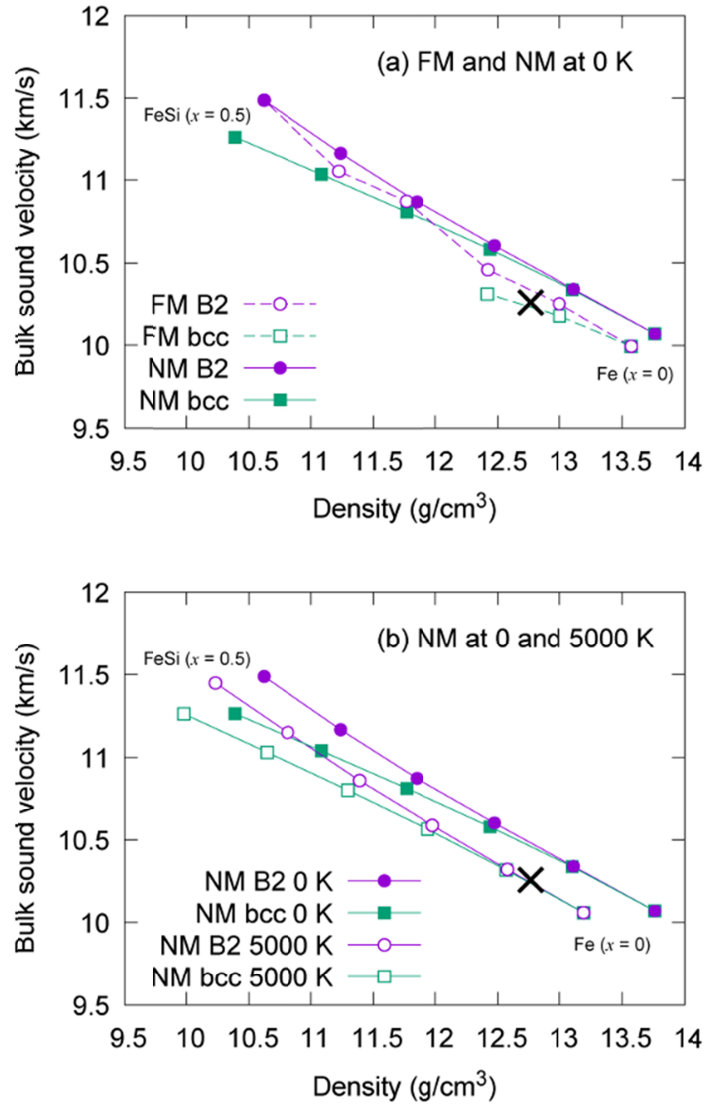 12
11.5
11
10.5
10
9.5
Bulk sound velocity (km/s)
(a) FM and NM at 0 K
FeSi (x = 0.5)
FM B2
FM bcc
NM B2
NM bcc
Fe (x = 0)
9.5 10 10.5 11 11.5 12 12.5 13 13.5 14
Density (g/cm³)
12
11.5
11
10.5
10
9.5
Bulk sound velocity (km/s)
(b) NM at 0 and 5000 K
FeSi (x = 0.5)
NM B2 0 K
NM bcc 0 K
NM B2 5000 K
NM bcc 5000 K
Fe (x = 0)
9.5 10 10.5 11 11.5 12 12.5 13 13.5 14
Density (g/cm³)